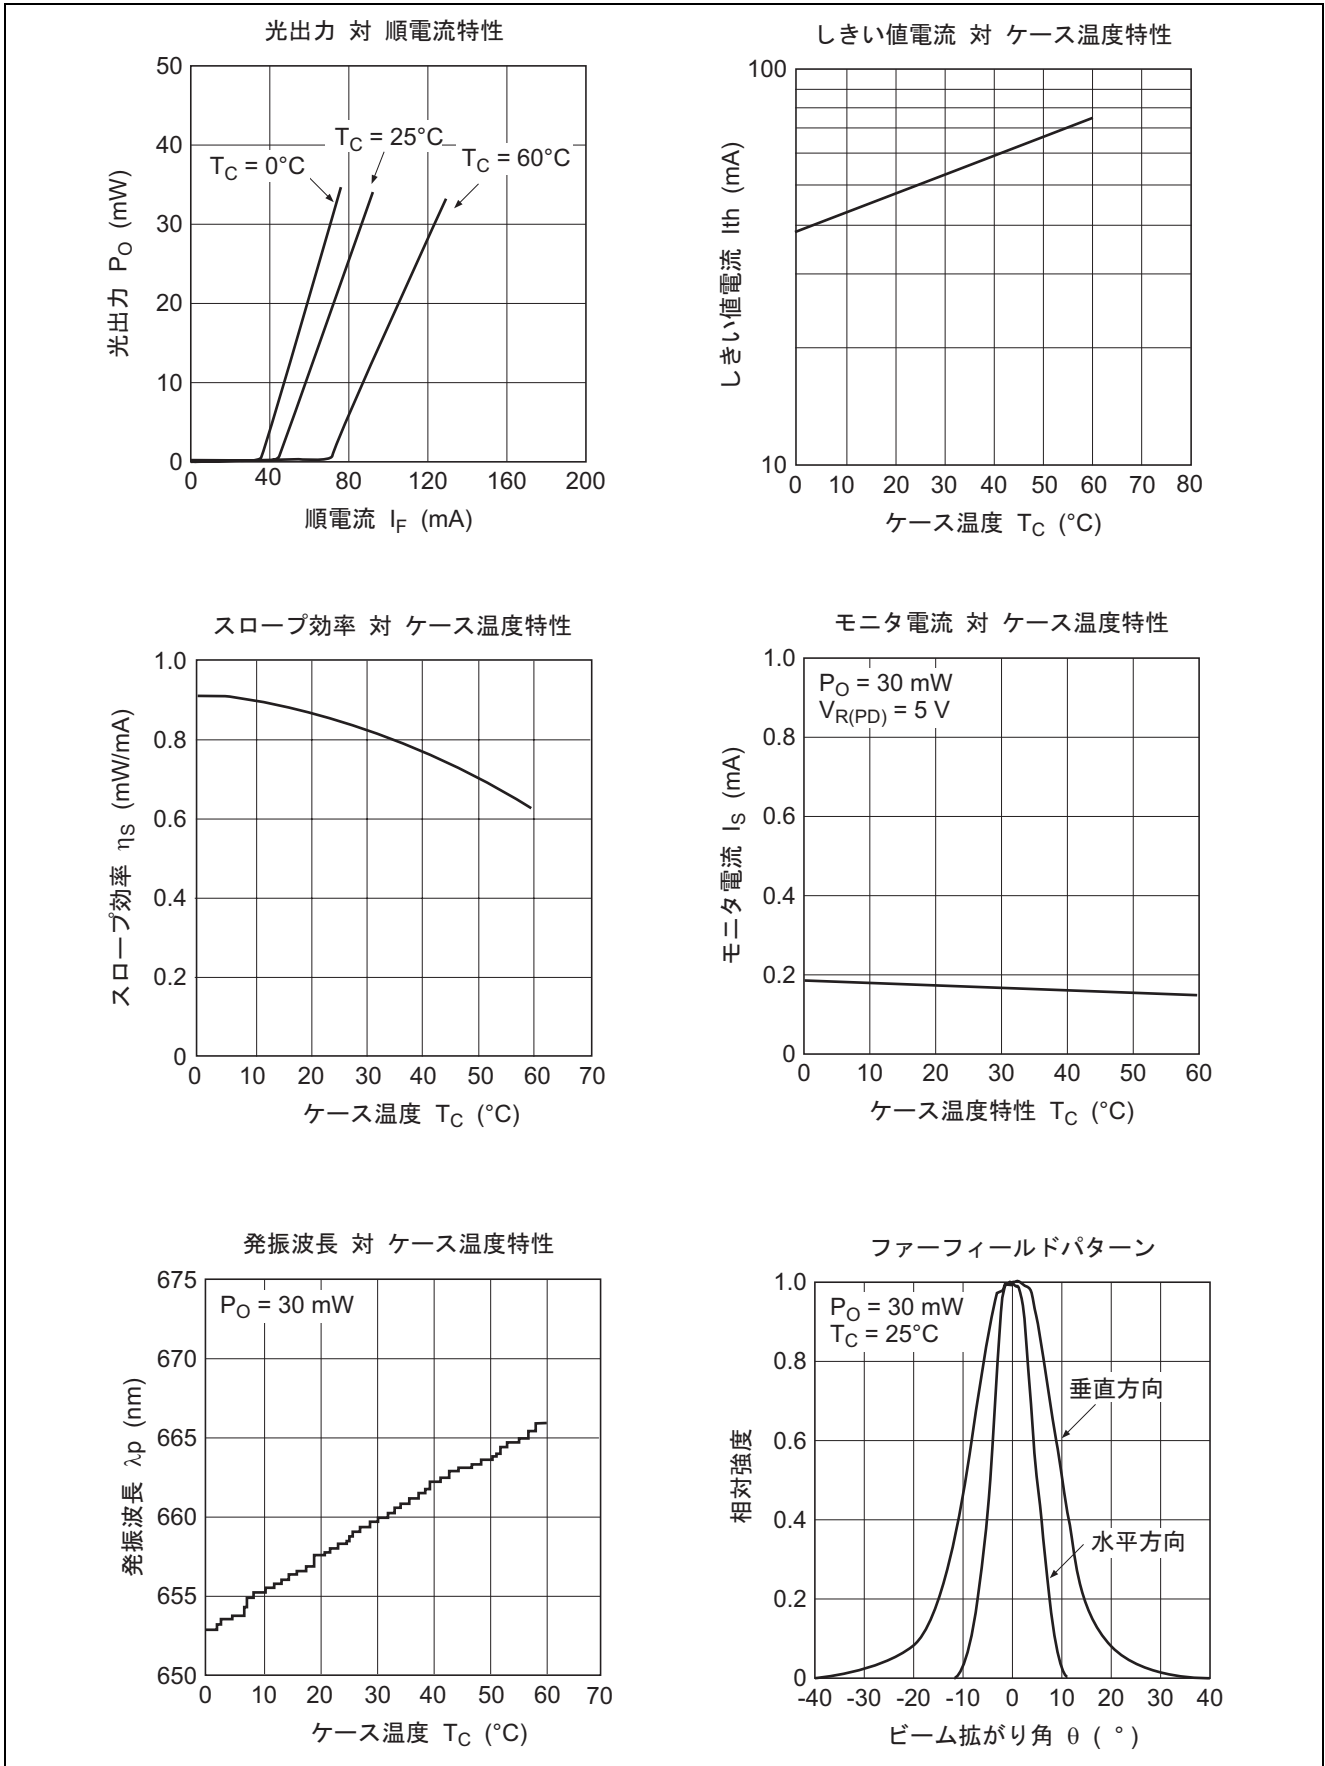 光出力 対 順電流特性
50
40
30
20
10
0
光出力 PO (mW)
TC = 0°C
TC = 25°C
TC = 60°C
0 40 80 120 160 200
順電流 IF (mA)
しきい値電流 対 ケース温度特性
100
10
しきい値電流 Ith (mA)
0 10 20 30 40 50 60 70 80
ケース温度 TC (°C)
スロープ効率 対 ケース温度特性
1.0
0.8
0.6
0.4
0.2
0
スロープ効率 ηS (mW/mA)
0 10 20 30 40 50 60 70
ケース温度 TC (°C)
モニタ電流 対 ケース温度特性
1.0
0.8
0.6
0.4
0.2
0
モニタ電流 IS (mA)
PO = 30 mW
VR(PD) = 5 V
0 10 20 30 40 50 60
ケース温度特性 TC (°C)
発振波長 対 ケース温度特性
675
670
665
660
655
650
発振波長 λp (nm)
PO = 30 mW
0 10 20 30 40 50 60 70
ケース温度 TC (°C)
ファーフィールドパターン
1.0
0.8
0.6
0.4
0.2
0
相対強度
PO = 30 mW
TC = 25°C
垂直方向
水平方向
-40 -30 -20 -10 0 10 20 30 40
ビーム拡がり角 θ ( ° )